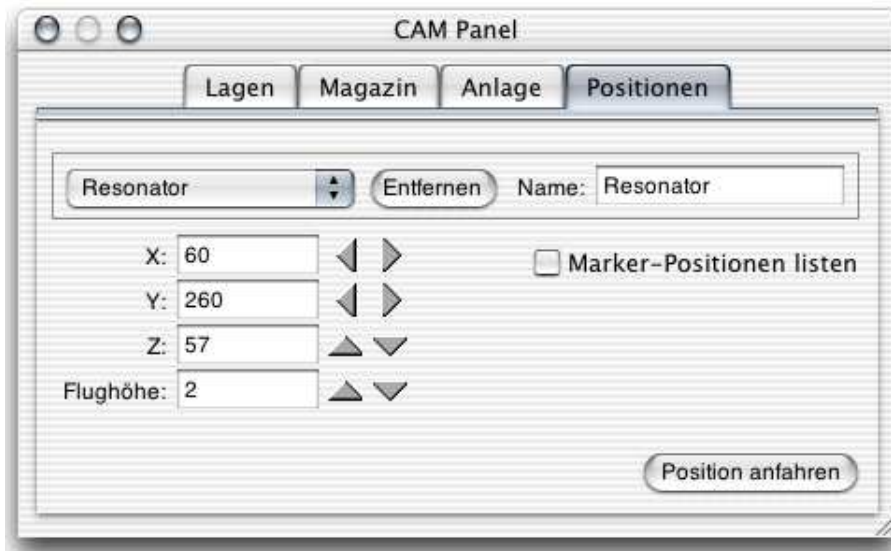 CAM Panel
Lagen Magazin Anlage Positionen
Resonator Entfernen Name: Resonator
X: 60
Marker-Positionen listen
Y: 260
Z: 57
Flughöhe: 2
Position anfahren